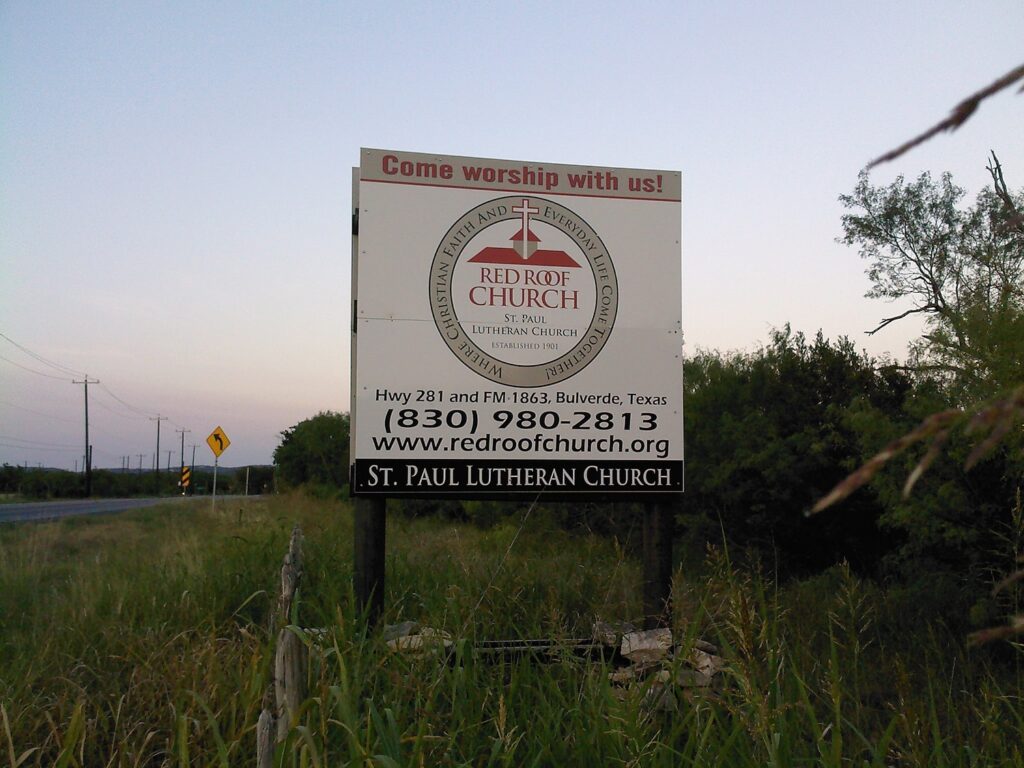 Come worship with us!
WHERE CHRISTIAN FAITH AND EVERYDAY LIFE COME TOGETHER!
RED ROOF
CHURCH
ST. PAUL
LUTHERAN CHURCH
ESTABLISHED 1901
Hwy 281 and FM 1863, Bulverde, Texas
(830) 980-2813
www.redroofchurch.org
ST. PAUL LUTHERAN CHURCH